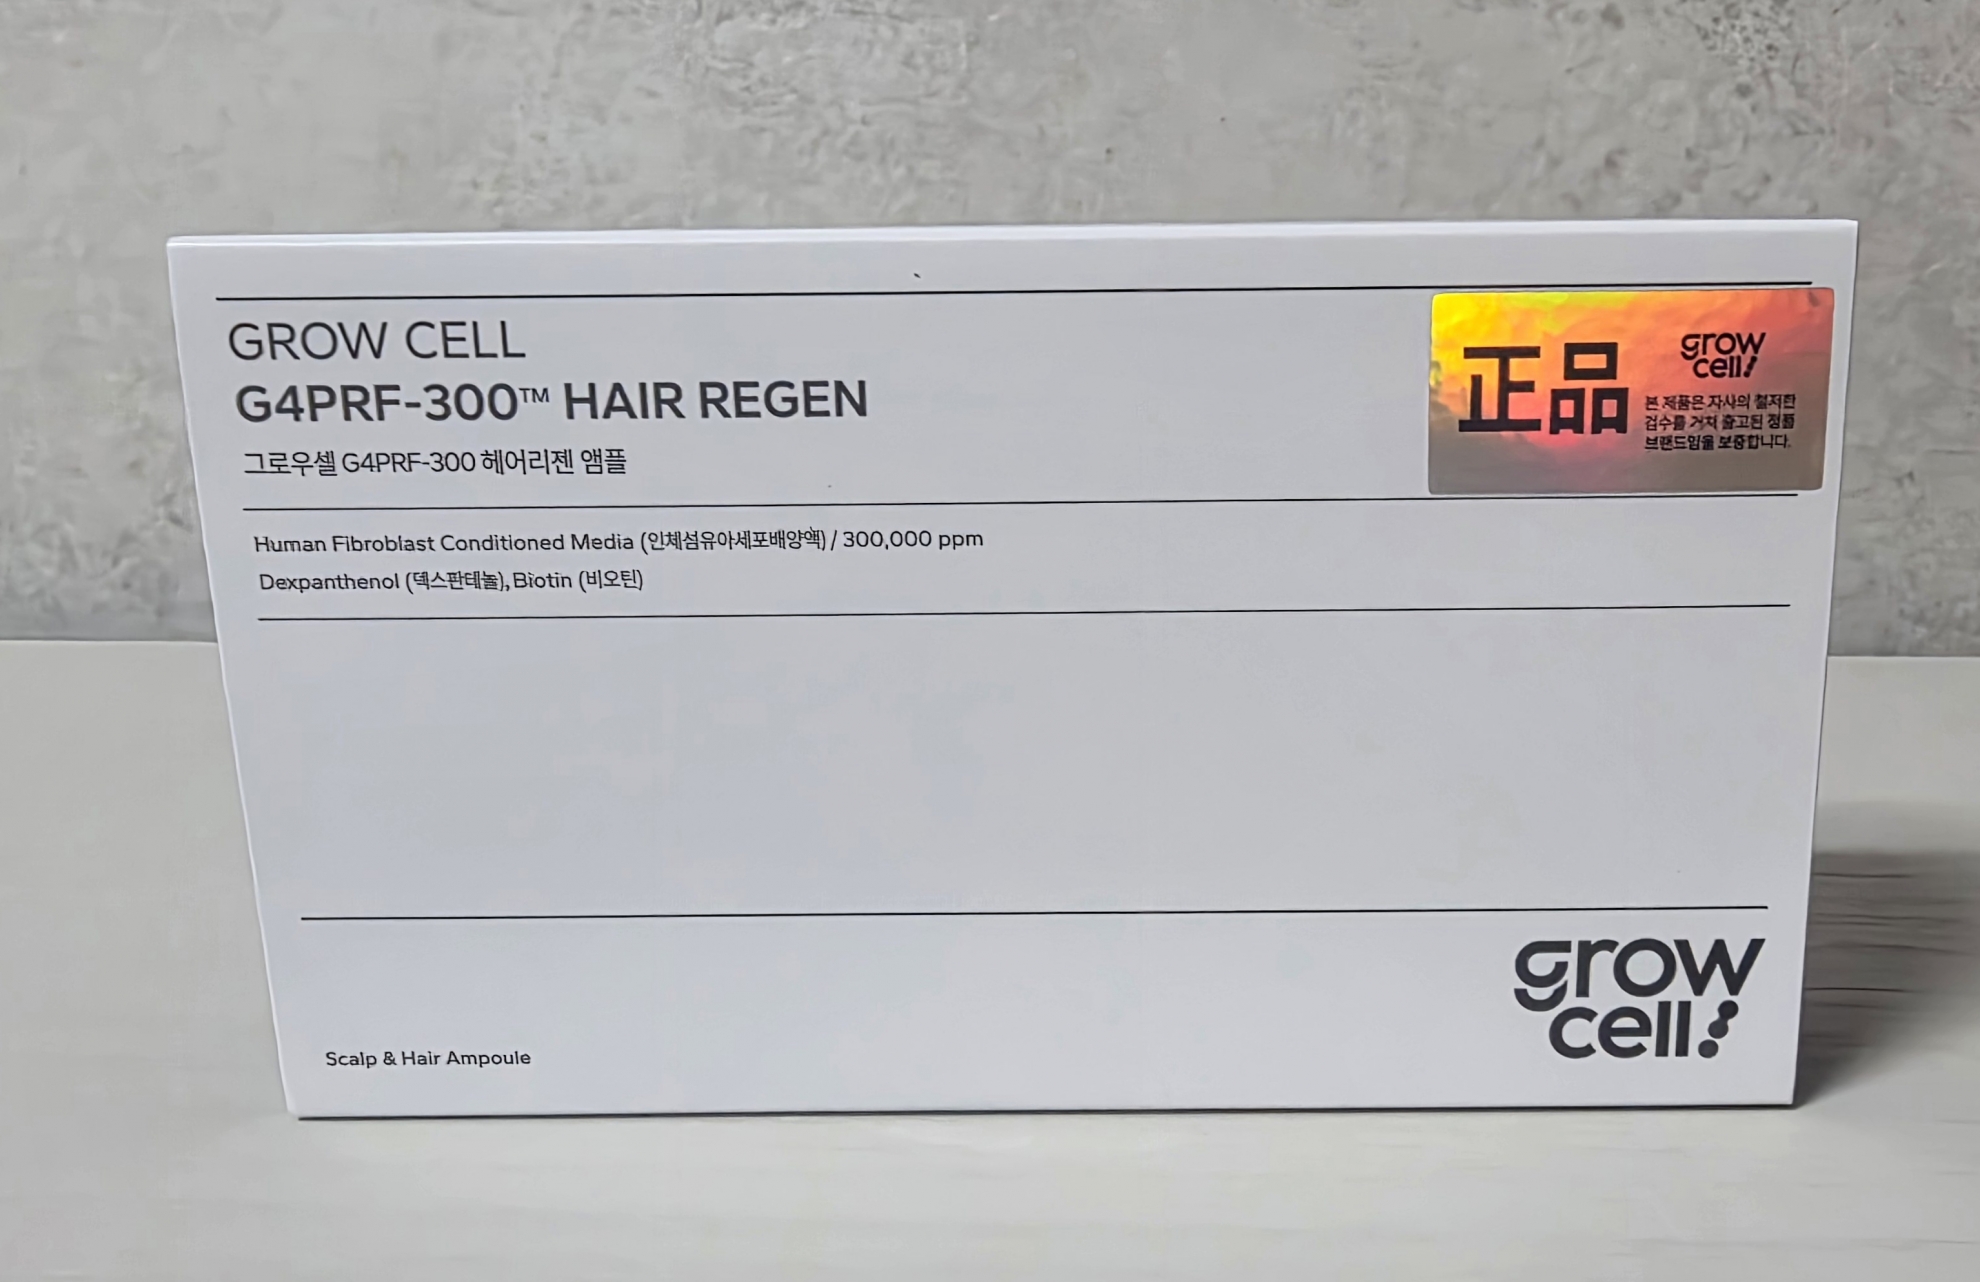 GROW CELL
G4PRF-300™ HAIR REGEN
그로우셀 G4PRF-300 헤어리젠 앰플
正品
grow
cell!
본 제품은 자사의 철저한
검수를 거쳐 출고된 정품
브랜드임을 보증합니다.
Human Fibroblast Conditioned Media (인체섬유아세포배양액) / 300,000 ppm
Dexpanthenol (덱스판테놀), Biotin (비오틴)
Scalp & Hair Ampoule
grow
cell!